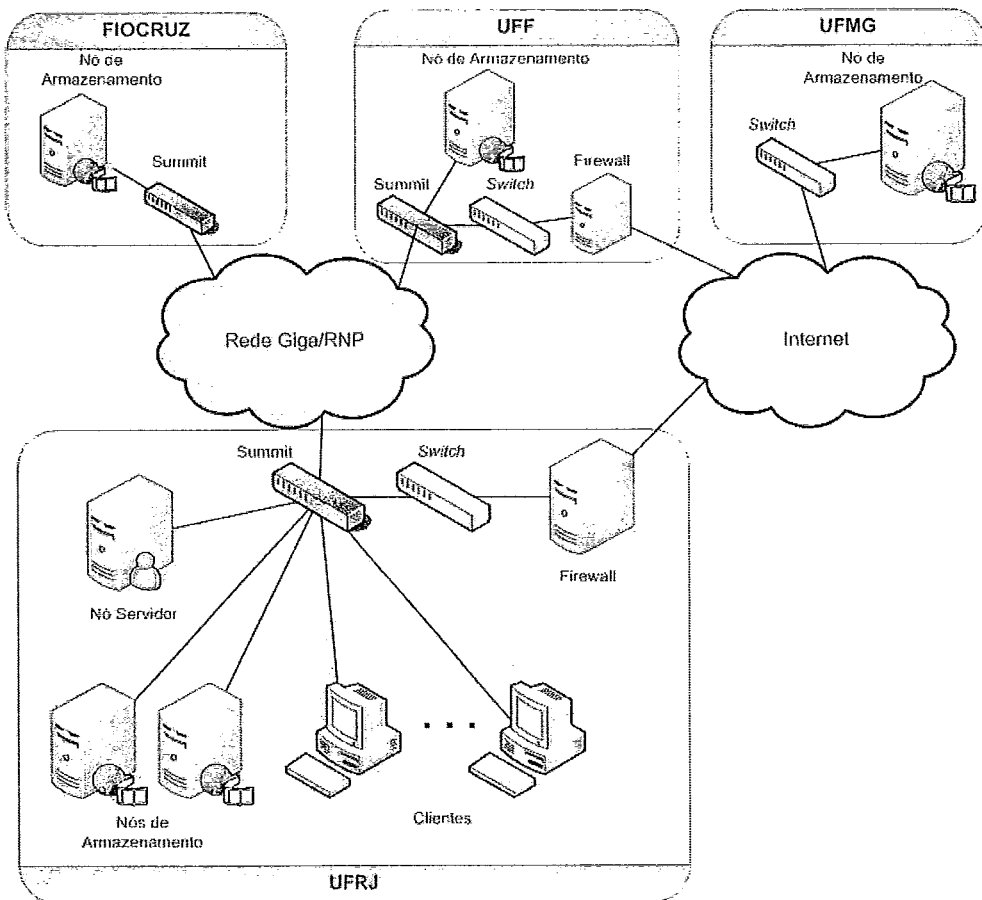 FIOCRUZ
Nó de
Armazenamento
Summit
UFF
Nó de Armazenamento
Summit
Switch
Firewall
UFMG
Nó de
Armazenamento
Switch
Rede Giga/RNP
Internet
Summit
Switch
Firewall
Nó Servidor
Nós de
Armazenamento
. . .
Clientes
UFRJ